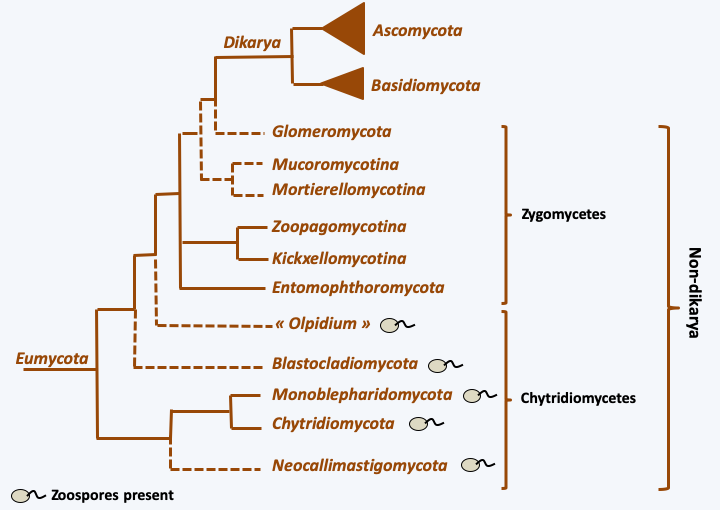 Dikarya
Ascomycota
Basidiomycota
Glomeromycota
Mucoromycotina
Mortierellomycotina
Zygomycetes
Zoopagomycotina
Kickxellomycotina
Entomophthoromycota
Non-dikarya
« Olpidium »
Eumycota
Blastocladiomycota
Monoblepharidomycota
Chytridiomycetes
Chytridiomycota
Neocallimastigomycota
Zoospores present